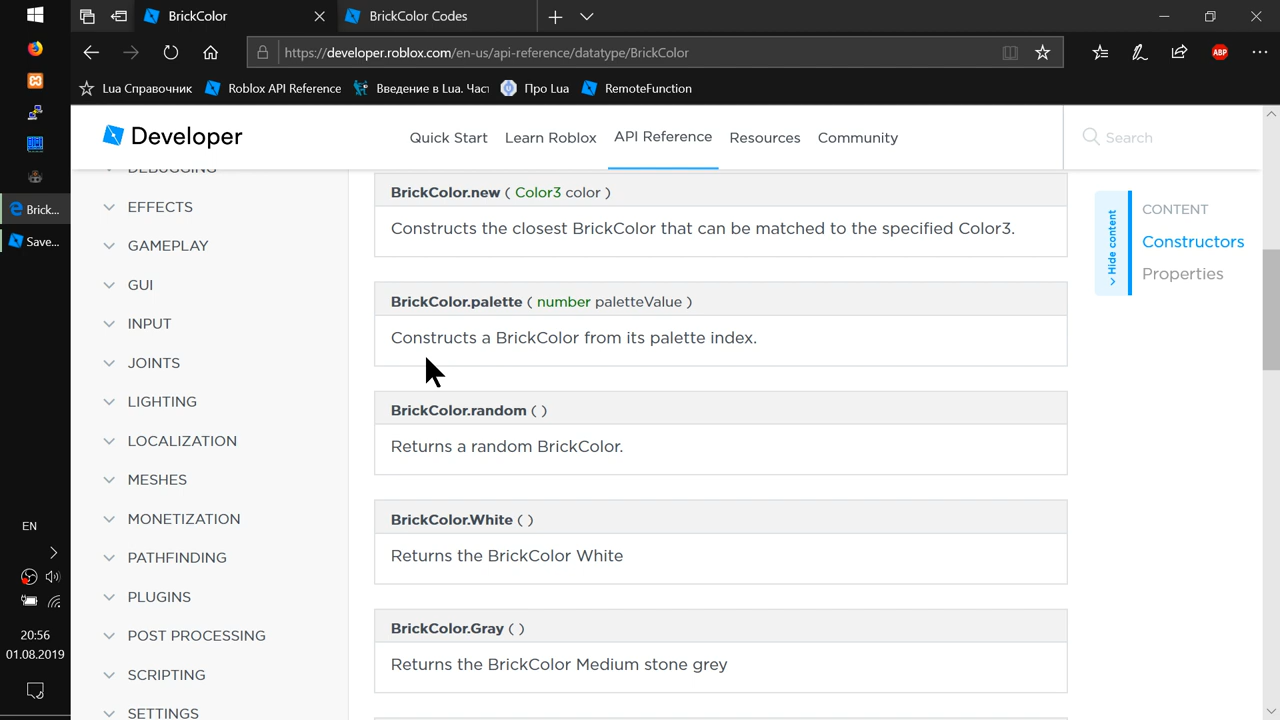 BrickColor
BrickColor Codes
https://developer.roblox.com/en-us/api-reference/datatype/BrickColor
ABP
Lua Справочник
Roblox API Reference
Введение в Lua. Час
Про Lua
RemoteFunction
Developer
Quick Start
Learn Roblox
API Reference
Resources
Community
Search
DEBUGGING
EFFECTS
GAMEPLAY
GUI
INPUT
JOINTS
LIGHTING
LOCALIZATION
MESHES
MONETIZATION
PATHFINDING
PLUGINS
POST PROCESSING
SCRIPTING
SETTINGS
BrickColor.new ( Color3 color )
Constructs the closest BrickColor that can be matched to the specified Color3.
BrickColor.palette ( number paletteValue )
Constructs a BrickColor from its palette index.
BrickColor.random ( )
Returns a random BrickColor.
BrickColor.White ( )
Returns the BrickColor White
BrickColor.Gray ( )
Returns the BrickColor Medium stone grey
Hide content
CONTENT
Constructors
Properties
Brick...
Save...
EN
20:56
01.08.2019